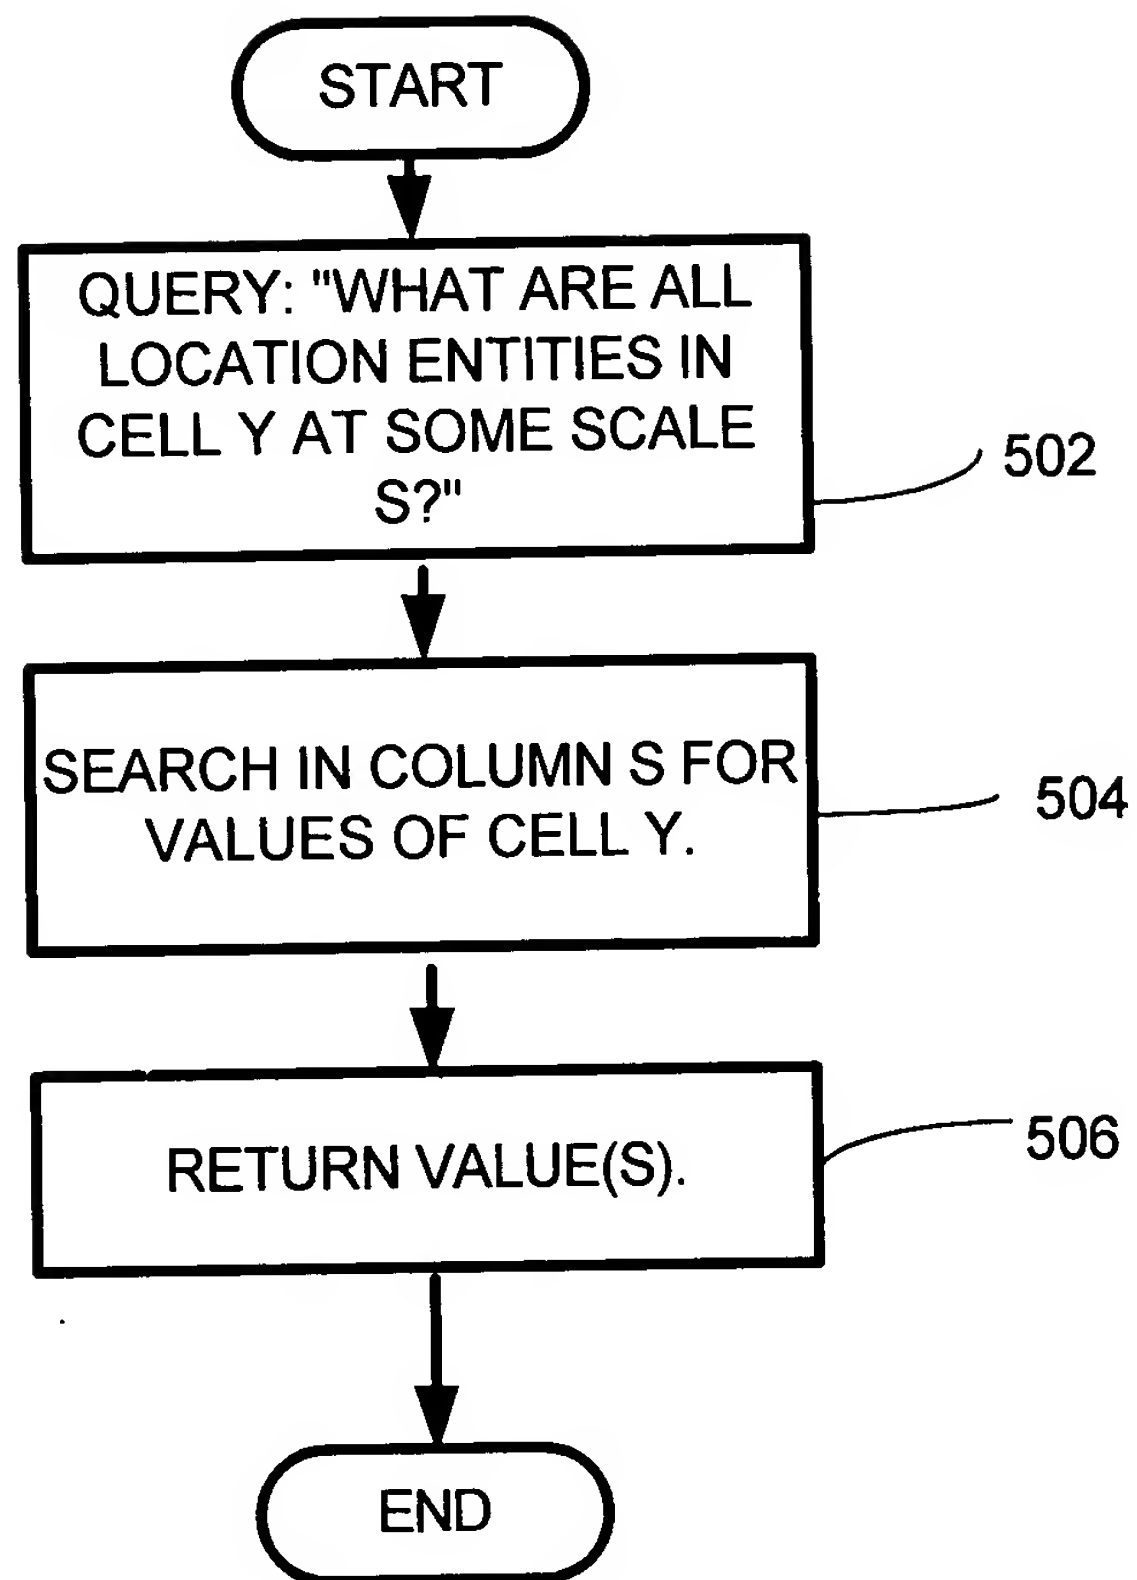 START
QUERY: "WHAT ARE ALL
LOCATION ENTITIES IN
CELL Y AT SOME SCALE
S?"
502
SEARCH IN COLUMN S FOR
VALUES OF CELL Y.
504
RETURN VALUE(S).
506
END